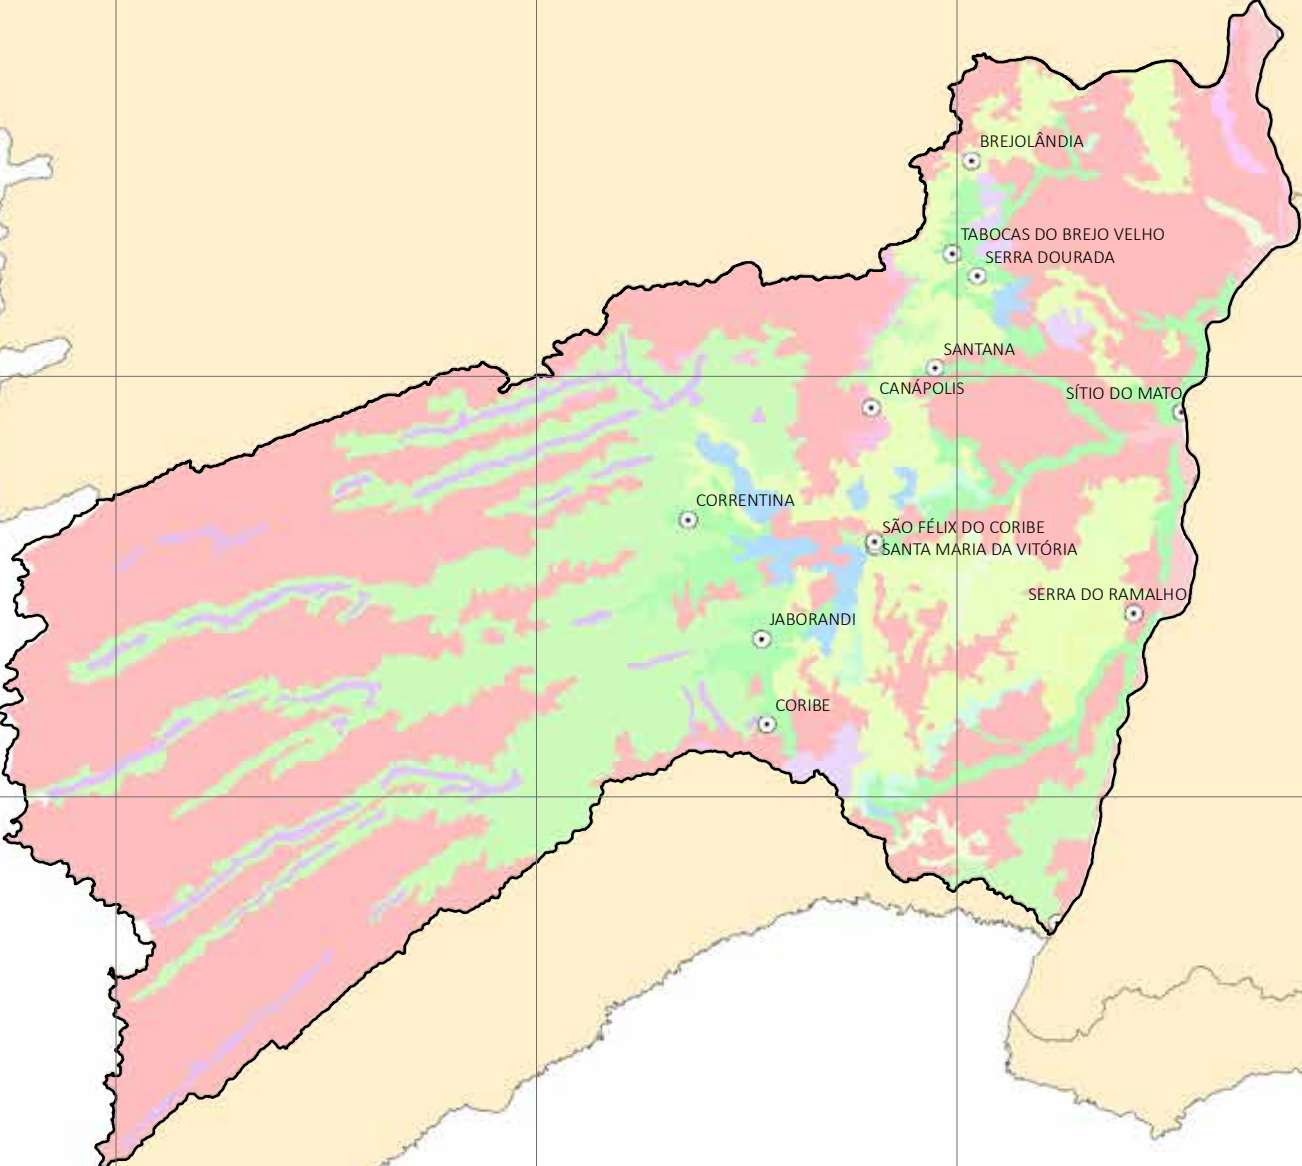 BREJOLÂNDIA
TABOCAS DO BREJO VELHO
SERRA DOURADA
SANTANA
CANÁPOLIS
SÍTIO DO MATO
CORRENTINA
SÃO FÉLIX DO CORIBE
SANTA MARIA DA VITÓRIA
SERRA DO RAMALHO
JABORANDI
CORIBE